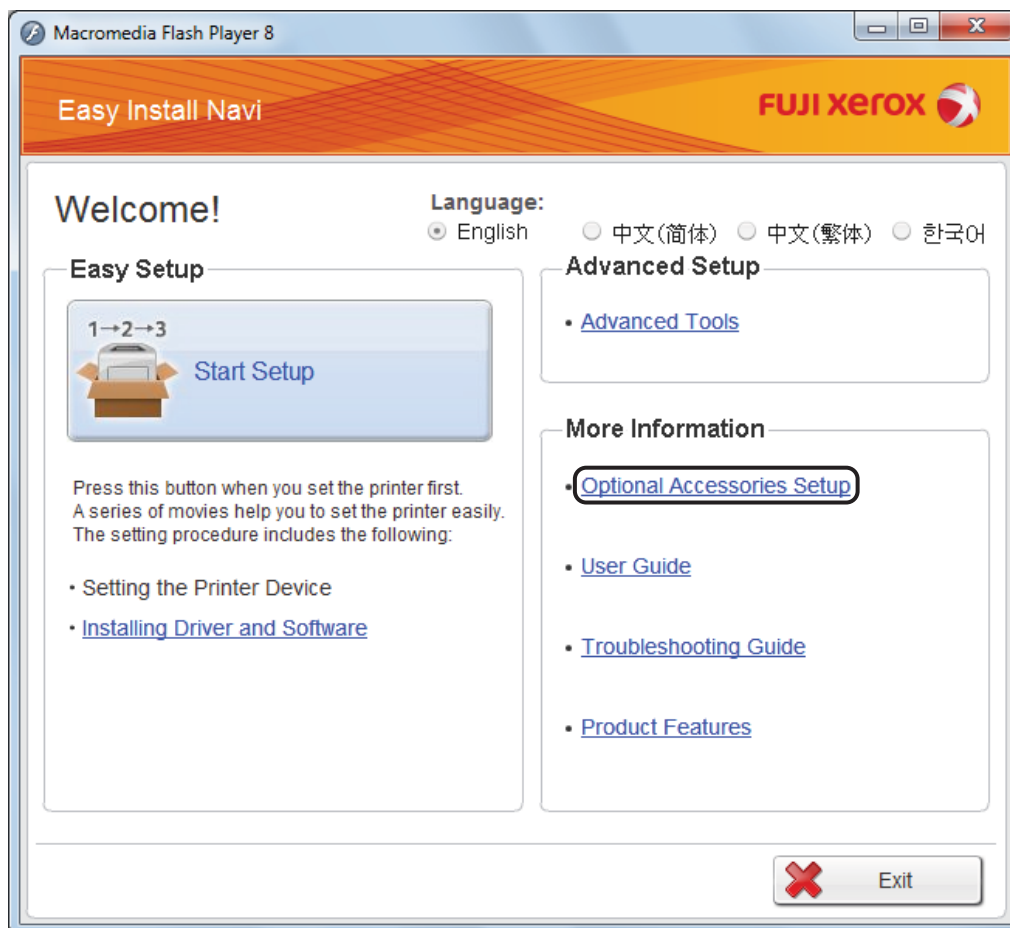 Macromedia Flash Player 8
Easy Install Navi
FUJI xerox
Welcome!
Language:
English
中文(简体)
中文(繁体)
한국어
Easy Setup
1→2→3
Start Setup
Press this button when you set the printer first.
A series of movies help you to set the printer easily.
The setting procedure includes the following:
• Setting the Printer Device
• Installing Driver and Software
Advanced Setup
• Advanced Tools
More Information
• Optional Accessories Setup
• User Guide
• Troubleshooting Guide
• Product Features
Exit